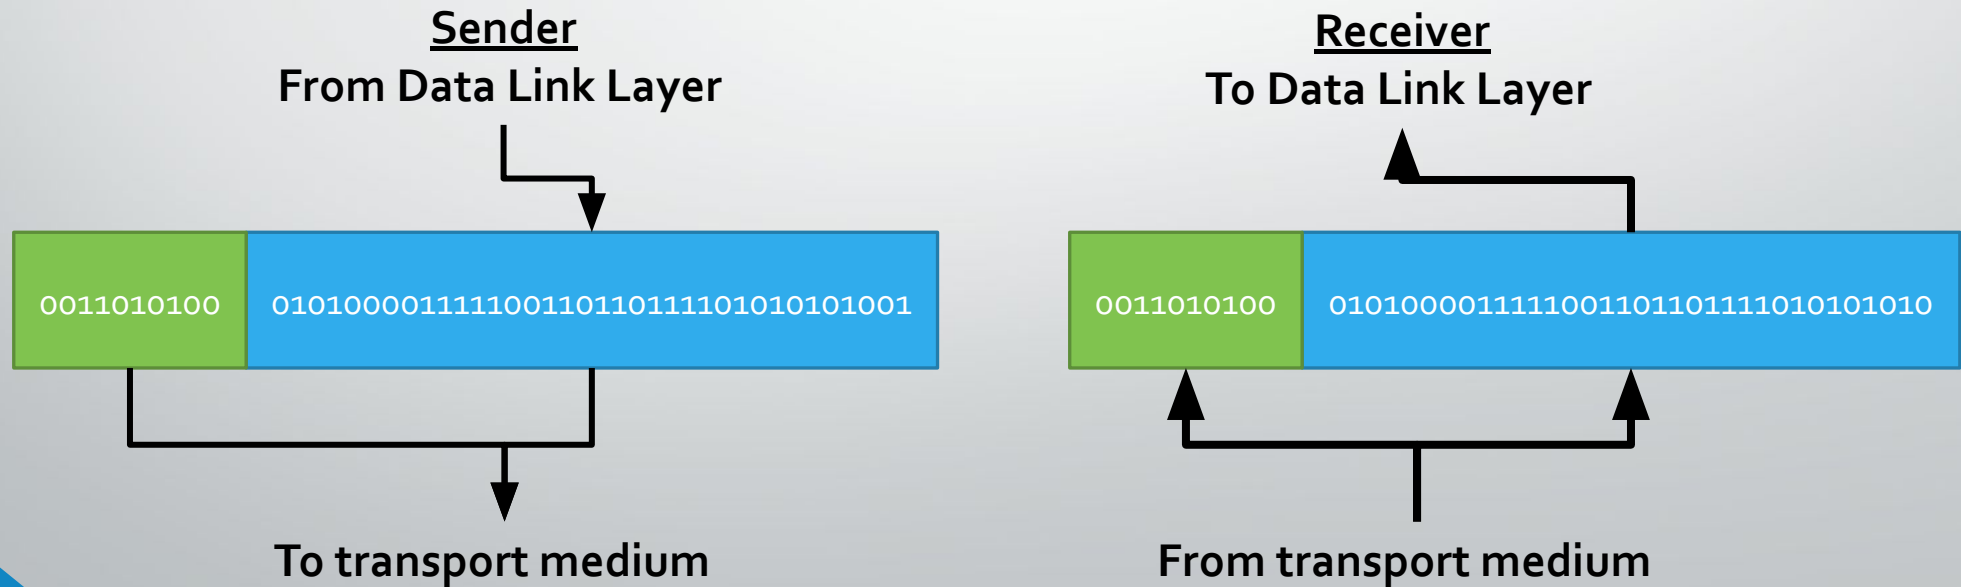 Sender
From Data Link Layer
0011010100 010100001111100110110111101010101001
To transport medium
Receiver
To Data Link Layer
0011010100 0101000011111001101101111010101010
From transport medium